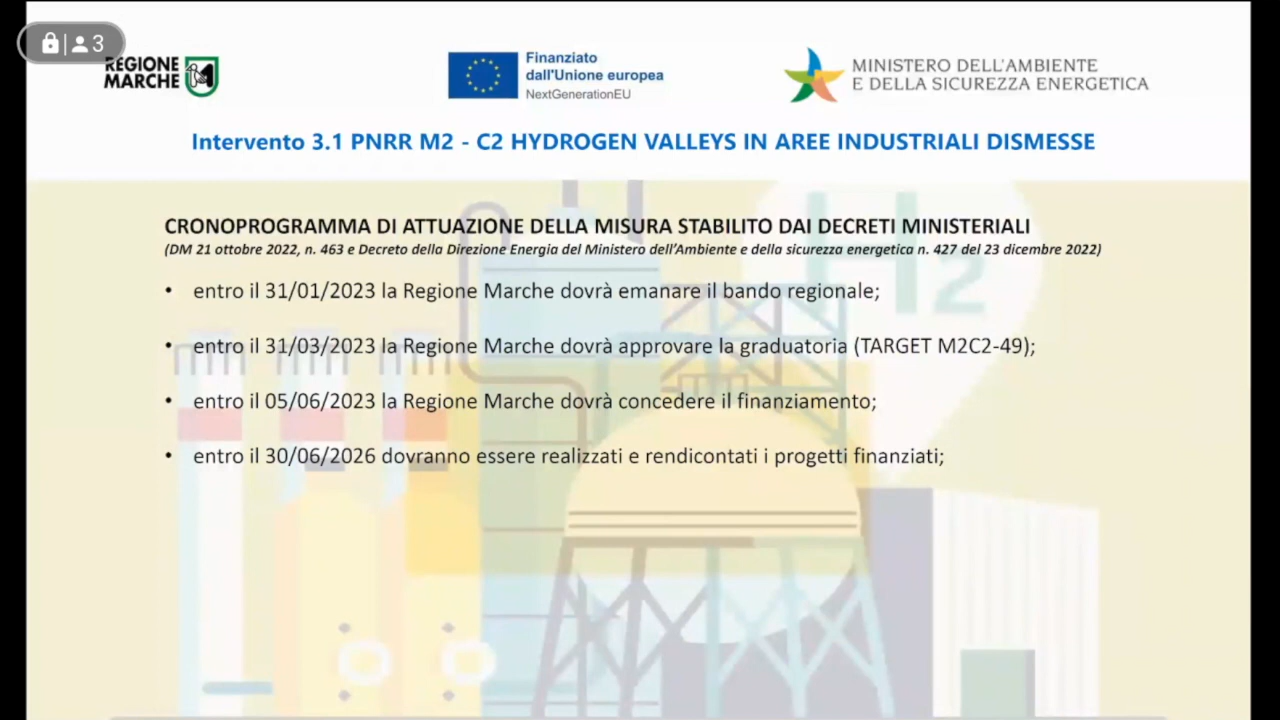 3
REGIONE
MARCHE
Finanziato
dall'Unione europea
NextGenerationEU
MINISTERO DELL'AMBIENTE
E DELLA SICUREZZA ENERGETICA
Intervento 3.1 PNRR M2 - C2 HYDROGEN VALLEYS IN AREE INDUSTRIALI DISMESSE
CRONOPROGRAMMA DI ATTUAZIONE DELLA MISURA STABILITO DAI DECRETI MINISTERIALI
(DM 21 ottobre 2022, n. 463 e Decreto della Direzione Energia del Ministero dell'Ambiente e della sicurezza energetica n. 427 del 23 dicembre 2022)
• entro il 31/01/2023 la Regione Marche dovrà emanare il bando regionale;
• entro il 31/03/2023 la Regione Marche dovrà approvare la graduatoria (TARGET M2C2-49);
• entro il 05/06/2023 la Regione Marche dovrà concedere il finanziamento;
• entro il 30/06/2026 dovranno essere realizzati e rendicontati i progetti finanziati;
H2